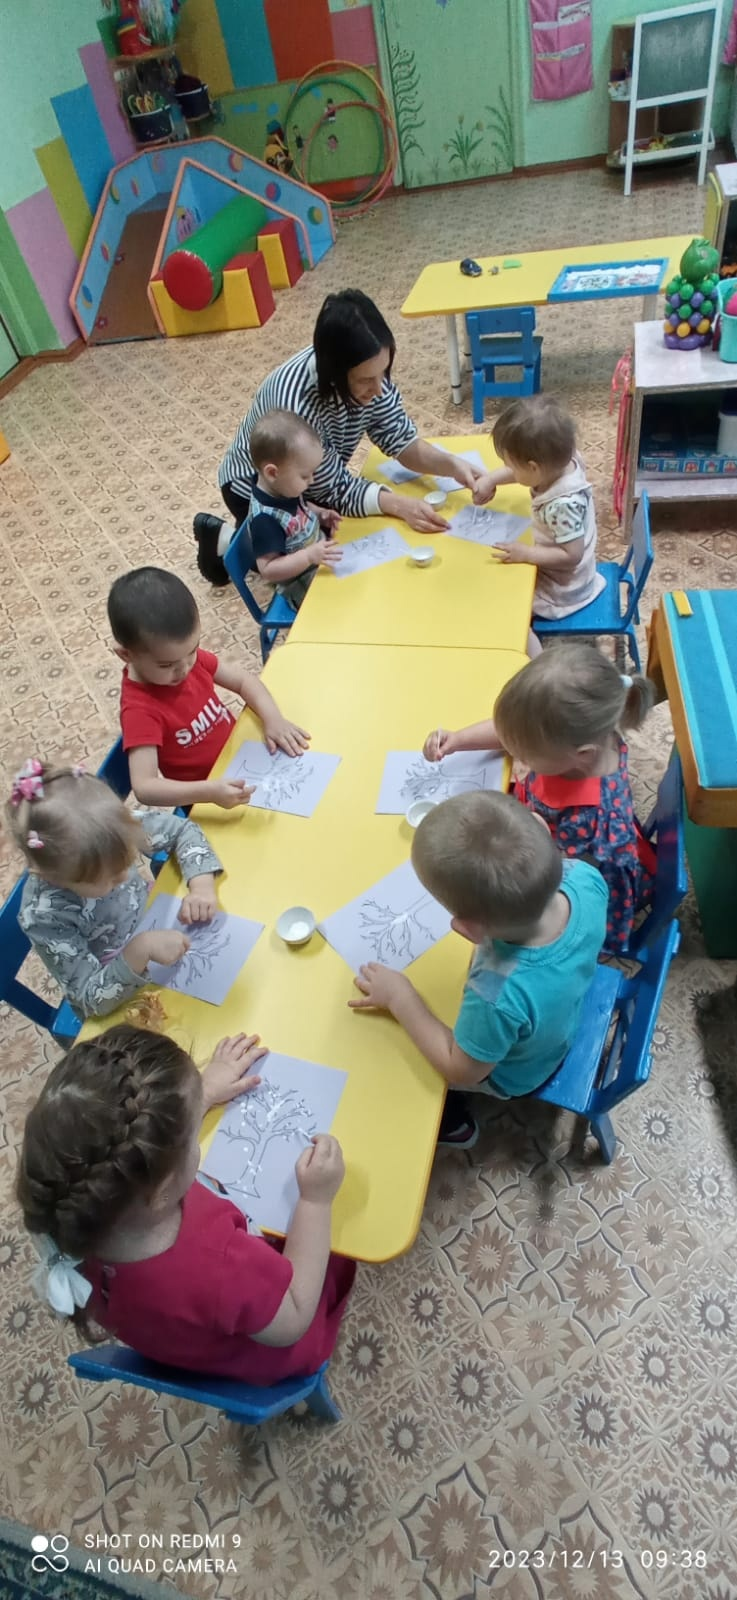 SMIL
SHOT ON REDMI 9
AI QUAD CAMERA
2023/12/13 09:38